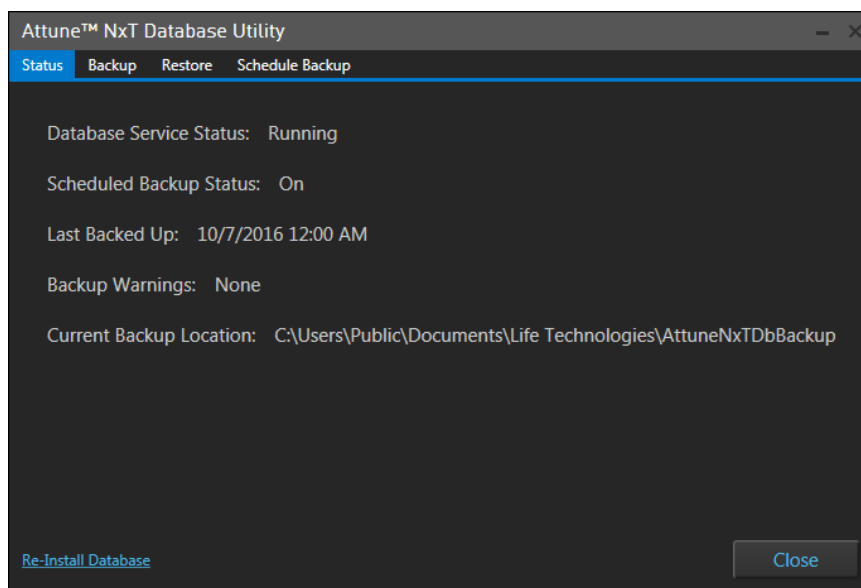 Attune™ NxT Database Utility
Status Backup Restore Schedule Backup
Database Service Status: Running
Scheduled Backup Status: On
Last Backed Up: 10/7/2016 12:00 AM
Backup Warnings: None
Current Backup Location: C:\Users\Public\Documents\Life Technologies\AttuneNxTDbBackup
Re-Install Database Close